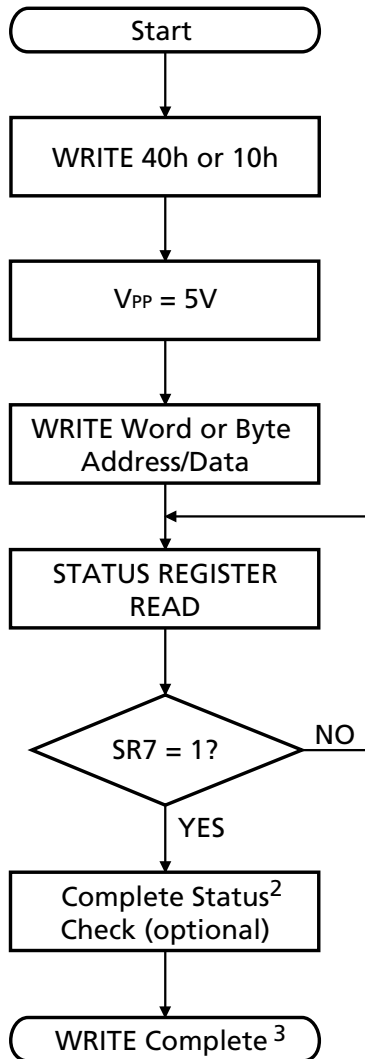 Start
WRITE 40h or 10h
VPP = 5V
WRITE Word or Byte
Address/Data
STATUS REGISTER
READ
SR7 = 1?
NO
YES
Complete Status²
Check (optional)
WRITE Complete ³